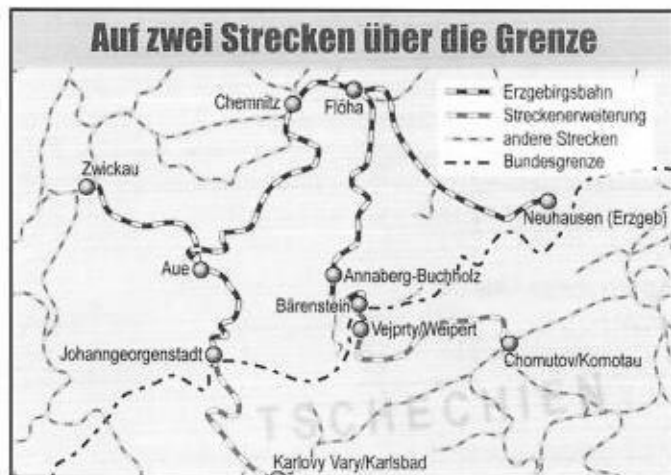 Auf zwei Strecken über die Grenze
Erzgebirgsbahn
Streckenerweiterung
andere Strecken
Bundesgrenze
Chemnitz
Flöha
Zwickau
Neuhausen (Erzgeb)
Aue
Annaberg-Buchholz
Bärenstein
Vejprty/Weipert
Johanngeorgenstadt
Chomutov/Komotau
TSCHECHIEN
Karlovy Vary/Karlsbad